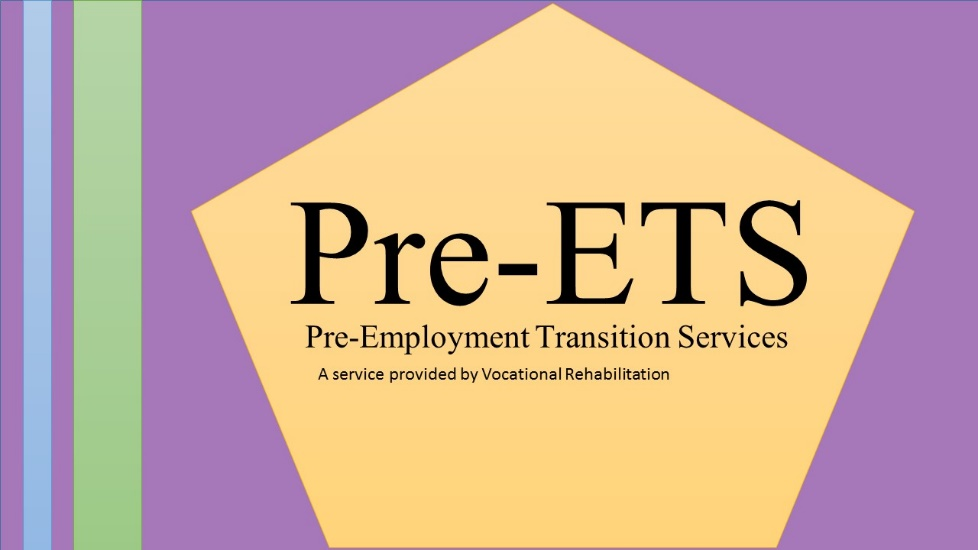 Pre-ETS
Pre-Employment Transition Services
A service provided by Vocational Rehabilitation